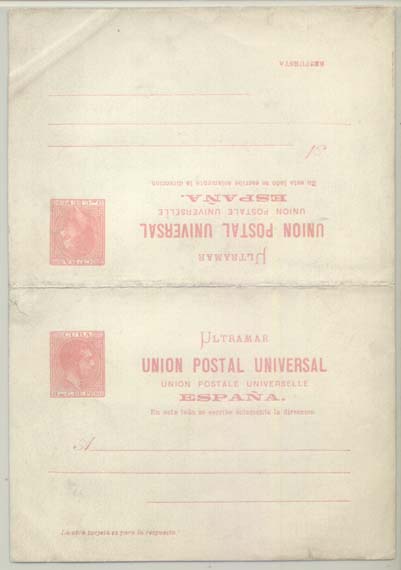 CUBA
ULTRAMAR
UNION POSTAL UNIVERSAL
UNION POSTALE UNIVERSELLE
ESPAÑA.
En este lado se escribe solamente la direccion.
A
La otra tarjeta es para la respuesta.
CUBA
ULTRAMAR
UNION POSTAL UNIVERSAL
UNION POSTALE UNIVERSELLE
ESPAÑA.
En este lado se escribe solamente la direccion.
A
RESPUESTA